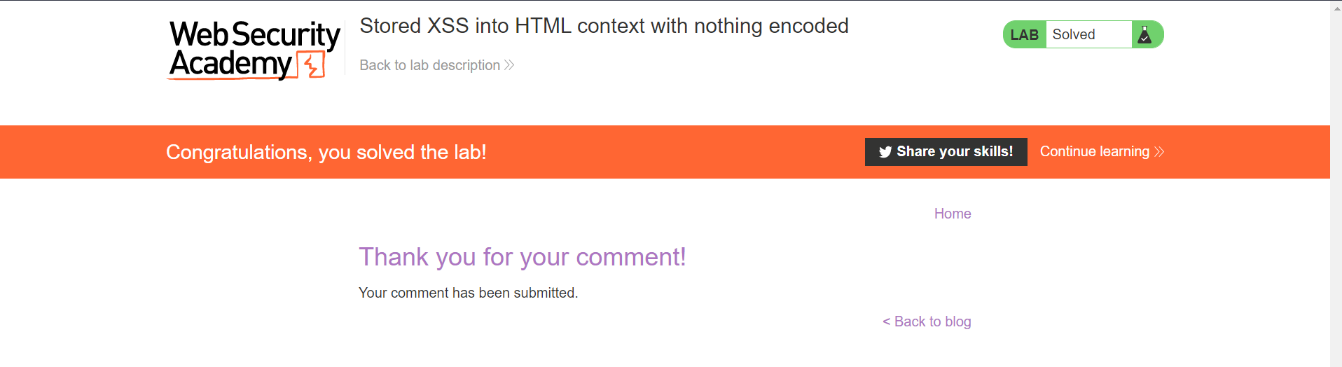 Web Security
Academy
Stored XSS into HTML context with nothing encoded
Back to lab description >>
LAB Solved
Congratulations, you solved the lab!
Share your skills!
Continue learning >>
Home
Thank you for your comment!
Your comment has been submitted.
< Back to blog